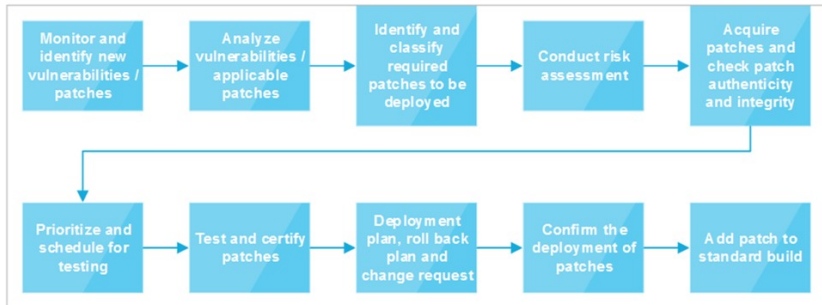 Monitor and
identify new
vulnerabilities /
patches
Analyze
vulnerabilities /
applicable
patches
Identify and
classify
required
patches to be
deployed
Conduct risk
assessment
Acquire
patches and
check patch
authenticity
and integrity
Prioritize and
schedule for
testing
Test and certify
patches
Deployment
plan, roll back
plan and
change request
Confirm the
deployment of
patches
Add patch to
standard build